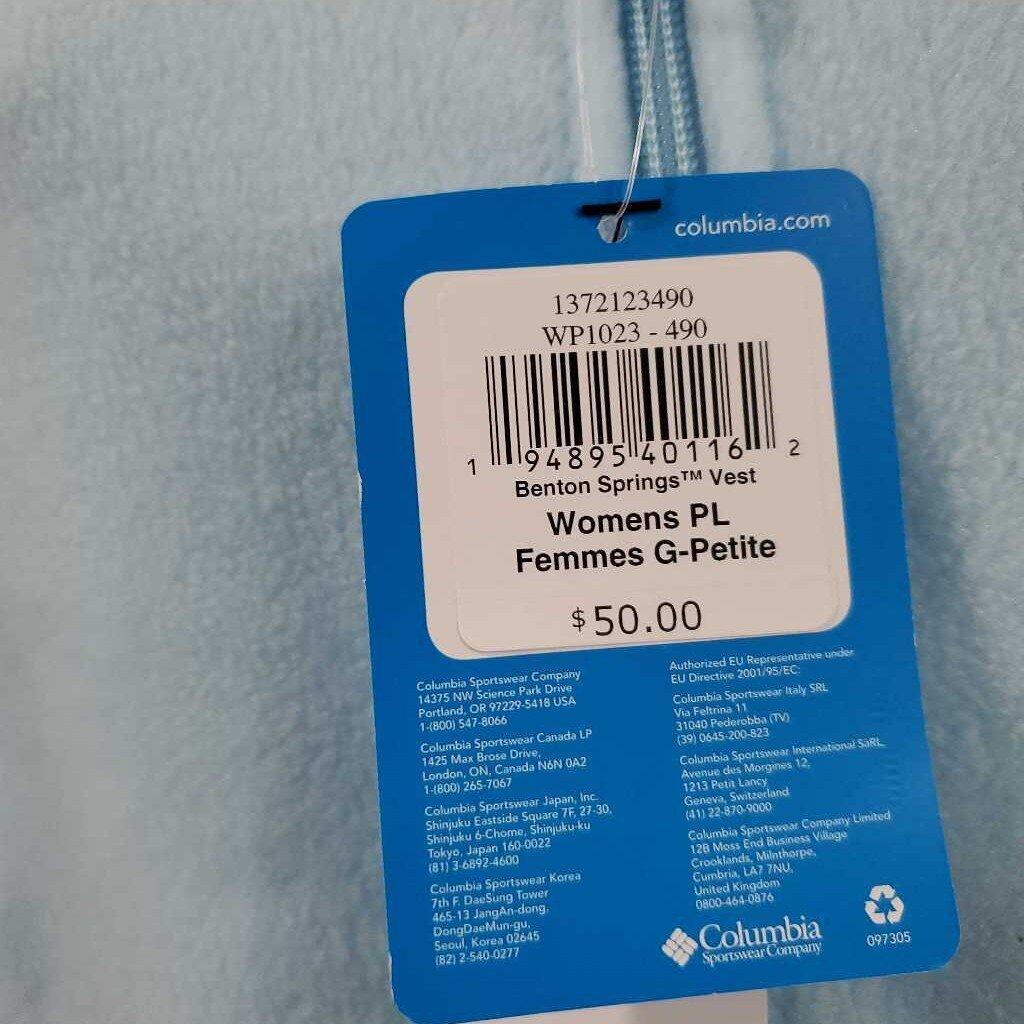 columbia.com
1372123490
WP1023 - 490
1 94895 40116 2
Benton Springs™ Vest
Womens PL
Femmes G-Petite
$50.00
Columbia Sportswear Company
14375 NW Science Park Drive
Portland, OR 97229-5418 USA
1-(800) 547-8066
Columbia Sportswear Canada LP
1425 Max Brose Drive,
London, ON, Canada N6N 0A2
1-(800) 265-7067
Columbia Sportswear Japan, Inc.
Shinjuku Eastside Square 7F, 27-30,
Shinjuku 6-Chome, Shinjuku-ku
Tokyo, Japan 160-0022
(81) 3-6892-4600
Columbia Sportswear Korea
7th F. DaeSung Tower
465-13 JangAn-dong,
DongDaeMun-gu,
Seoul, Korea 02645
(82) 2-540-0277
Authorized EU Representative under
EU Directive 2001/95/EC:
Columbia Sportswear Italy SRL
Via Feltrina 11
31040 Pederobba (TV)
(39) 0645-200-823
Columbia Sportswear International SaRL
Avenue des Morgines 12,
1213 Petit Lancy
Geneva, Switzerland
(41) 22-870-9000
Columbia Sportswear Company Limited
12B Moss End Business Village
Crooklands, Milnthorpe,
Cumbria, LA7 7NU,
United Kingdom
0800-464-0876
Columbia
Sportswear Company
097305